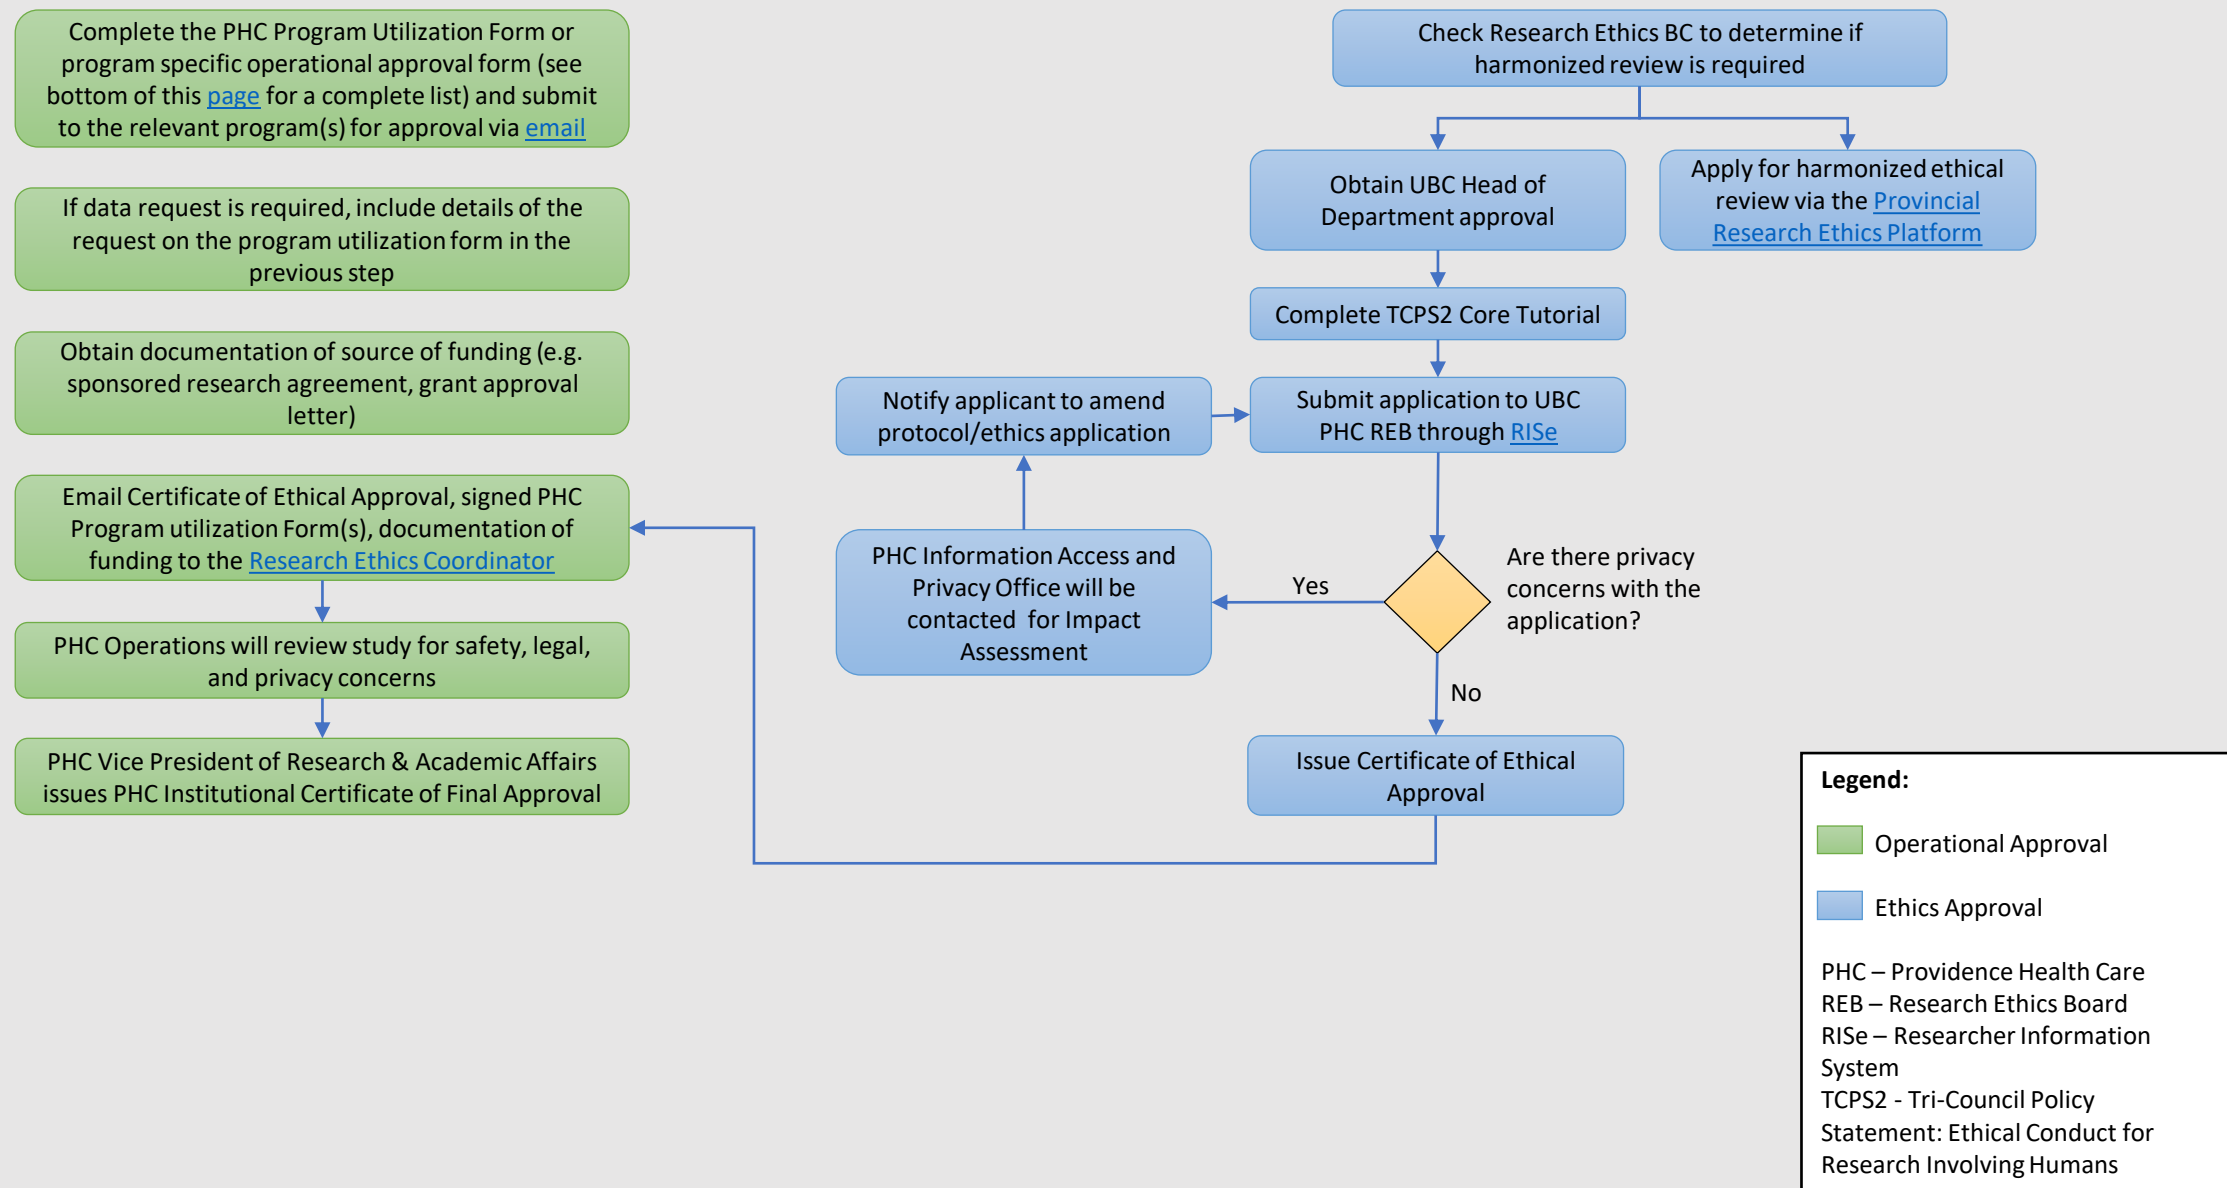 Complete the PHC Program Utilization Form or
program specific operational approval form (see
bottom of this page for a complete list) and submit
to the relevant program(s) for approval via email
If data request is required, include details of the
request on the program utilization form in the
previous step
Obtain documentation of source of funding (e.g.
sponsored research agreement, grant approval
letter)
Email Certificate of Ethical Approval, signed PHC
Program utilization Form(s), documentation of
funding to the Research Ethics Coordinator
PHC Operations will review study for safety, legal,
and privacy concerns
PHC Vice President of Research & Academic Affairs
issues PHC Institutional Certificate of Final Approval
Check Research Ethics BC to determine if
harmonized review is required
Obtain UBC Head of
Department approval
Apply for harmonized ethical
review via the Provincial
Research Ethics Platform
Complete TCPS2 Core Tutorial
Notify applicant to amend
protocol/ethics application
Submit application to UBC
PHC REB through RISe
PHC Information Access and
Privacy Office will be
contacted for Impact
Assessment
Yes
Are there privacy
concerns with the
application?
No
Issue Certificate of Ethical
Approval
Legend:
Operational Approval
Ethics Approval
PHC – Providence Health Care
REB – Research Ethics Board
RISe – Researcher Information
System
TCPS2 - Tri-Council Policy
Statement: Ethical Conduct for
Research Involving Humans